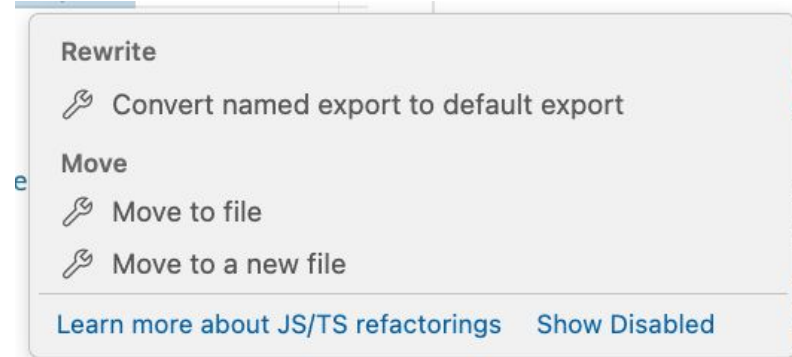 Rewrite
Convert named export to default export
Move
e
Move to file
Move to a new file
Learn more about JS/TS refactorings Show Disabled